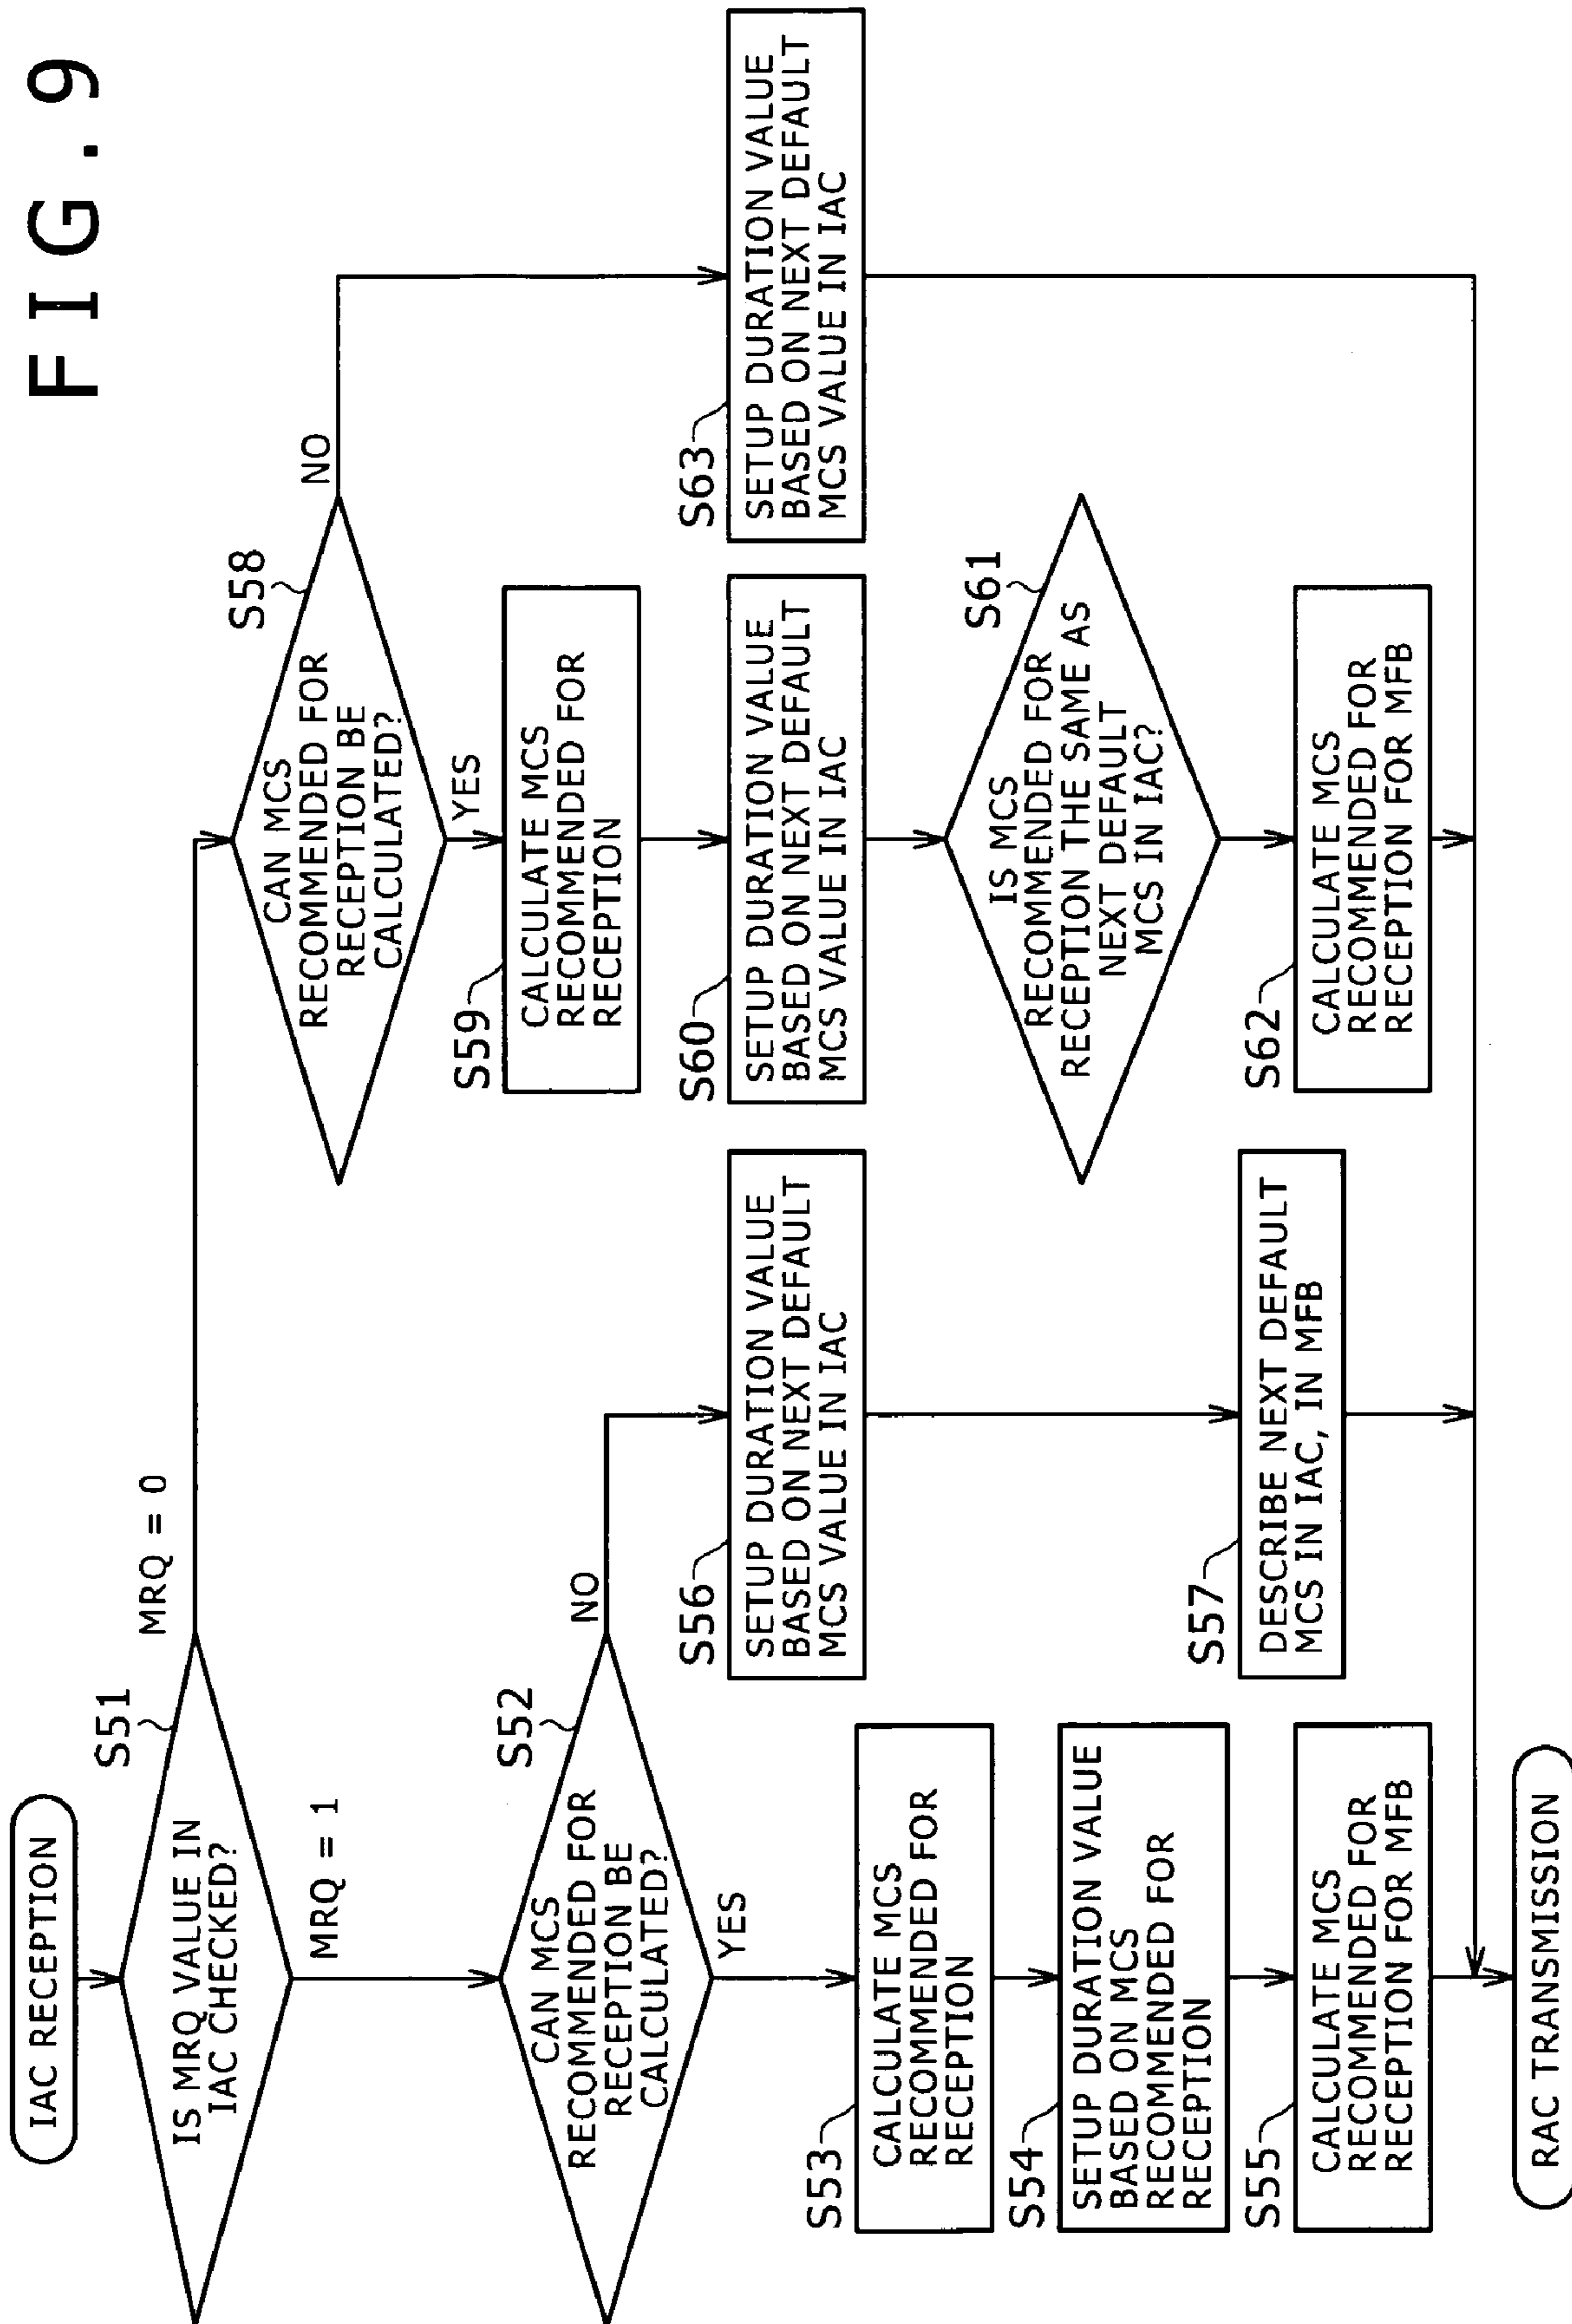 FIG. 9
IAC RECEPTION
S51
IS MRQ VALUE IN
IAC CHECKED?
MRQ = 0
MRQ = 1
S52
CAN MCS
RECOMMENDED FOR
RECEPTION BE
CALCULATED?
NO
YES
S53
CALCULATE MCS
RECOMMENDED FOR
RECEPTION
S54
SETUP DURATION VALUE
BASED ON MCS
RECOMMENDED FOR
RECEPTION
S55
CALCULATE MCS
RECOMMENDED FOR
RECEPTION FOR MFB
S56
SETUP DURATION VALUE
BASED ON NEXT DEFAULT
MCS VALUE IN IAC
S57
DESCRIBE NEXT DEFAULT
MCS IN IAC, IN MFB
S58
CAN MCS
RECOMMENDED FOR
RECEPTION BE
CALCULATED?
NO
YES
S59
CALCULATE MCS
RECOMMENDED FOR
RECEPTION
S60
SETUP DURATION VALUE
BASED ON NEXT DEFAULT
MCS VALUE IN IAC
S61
IS MCS
RECOMMENDED FOR
RECEPTION THE SAME AS
NEXT DEFAULT
MCS IN IAC?
S62
CALCULATE MCS
RECOMMENDED FOR
RECEPTION FOR MFB
S63
SETUP DURATION VALUE
BASED ON NEXT DEFAULT
MCS VALUE IN IAC
RAC TRANSMISSION